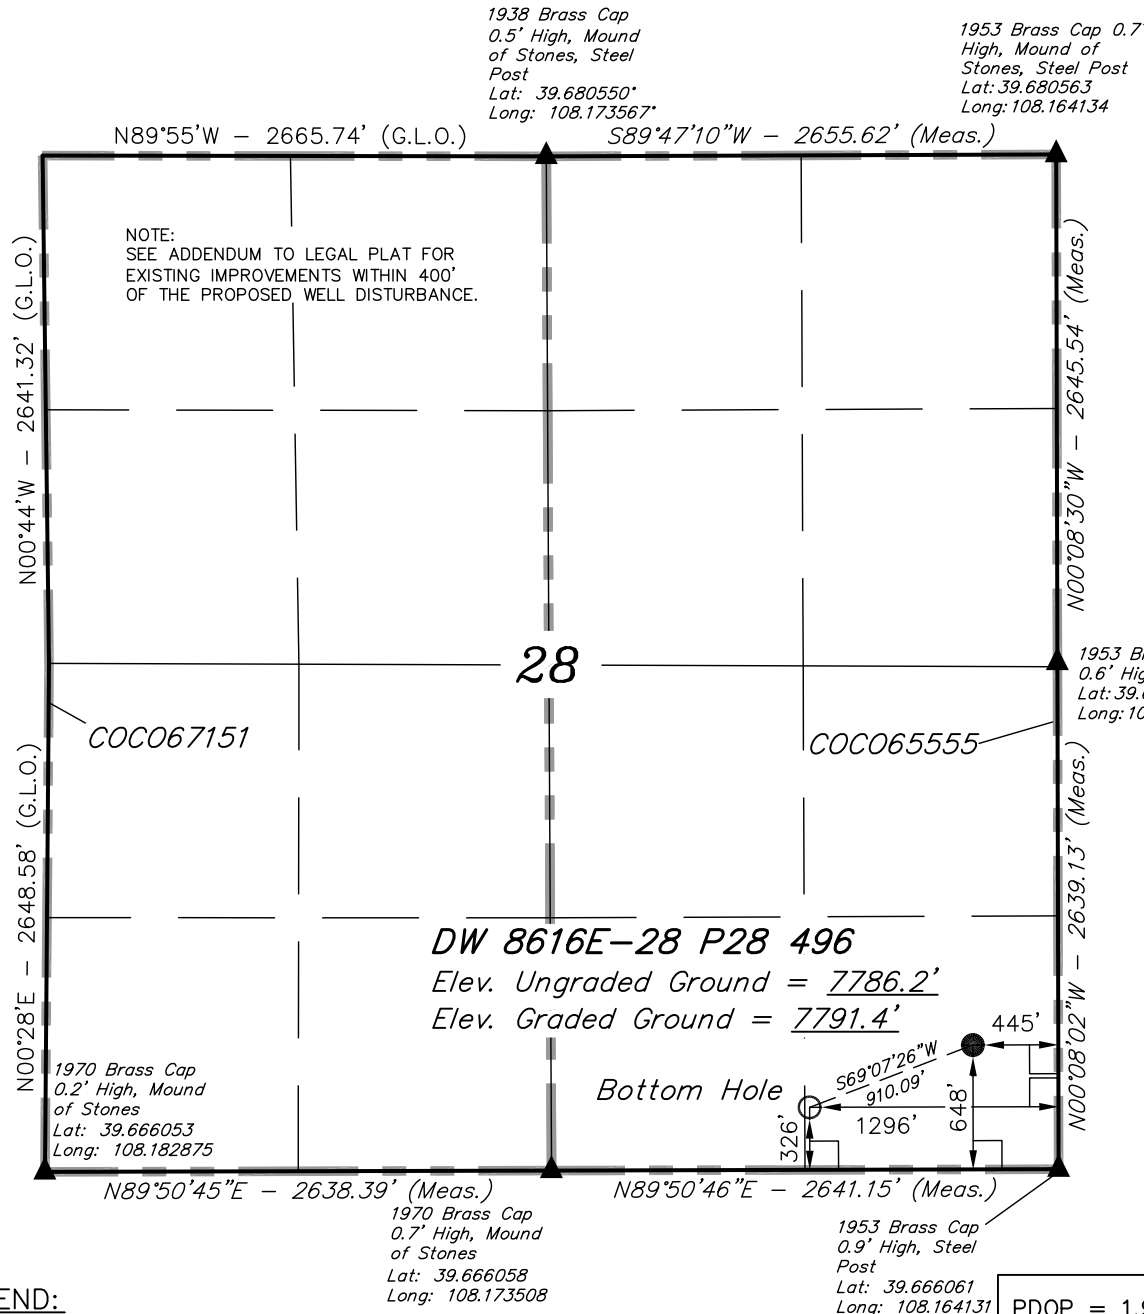 1938 Brass Cap
0.5' High, Mound
of Stones, Steel
Post
Lat: 39.680550°
Long: 108.173567°
1953 Brass Cap 0.7'
High, Mound of
Stones, Steel Post
Lat: 39.680563
Long: 108.164134
N89°55'W - 2665.74' (G.L.O.)
S89°47'10"W - 2655.62' (Meas.)
NOTE:
SEE ADDENDUM TO LEGAL PLAT FOR
EXISTING IMPROVEMENTS WITHIN 400'
OF THE PROPOSED WELL DISTURBANCE.
N00°44'W - 2641.32' (G.L.O.)
N00°08'30"W - 2645.54' (Meas.)
28
1953
0.6'
COC067151
COC065555
N00°28'E - 2648.58' (G.L.O.)
N00°08'02"W - 2639.13' (Meas.)
DW 8616E-28 P28 496
Elev. Ungraded Ground = 7786.2'
Elev. Graded Ground = 7791.4'
445'
S69°07'26"W
910.09'
Bottom Hole
1296'
648'
326'
1970 Brass Cap
0.2' High, Mound
of Stones
Lat: 39.666053
Long: 108.182875
N89°50'45"E - 2638.39' (Meas.)
N89°50'46"E - 2641.15' (Meas.)
1970 Brass Cap
0.7' High, Mound
of Stones
Lat: 39.666058
Long: 108.173508
1953 Brass Cap
0.9' High, Steel
Post
Lat: 39.666061
Long: 108.164131
PDOP = 1.9